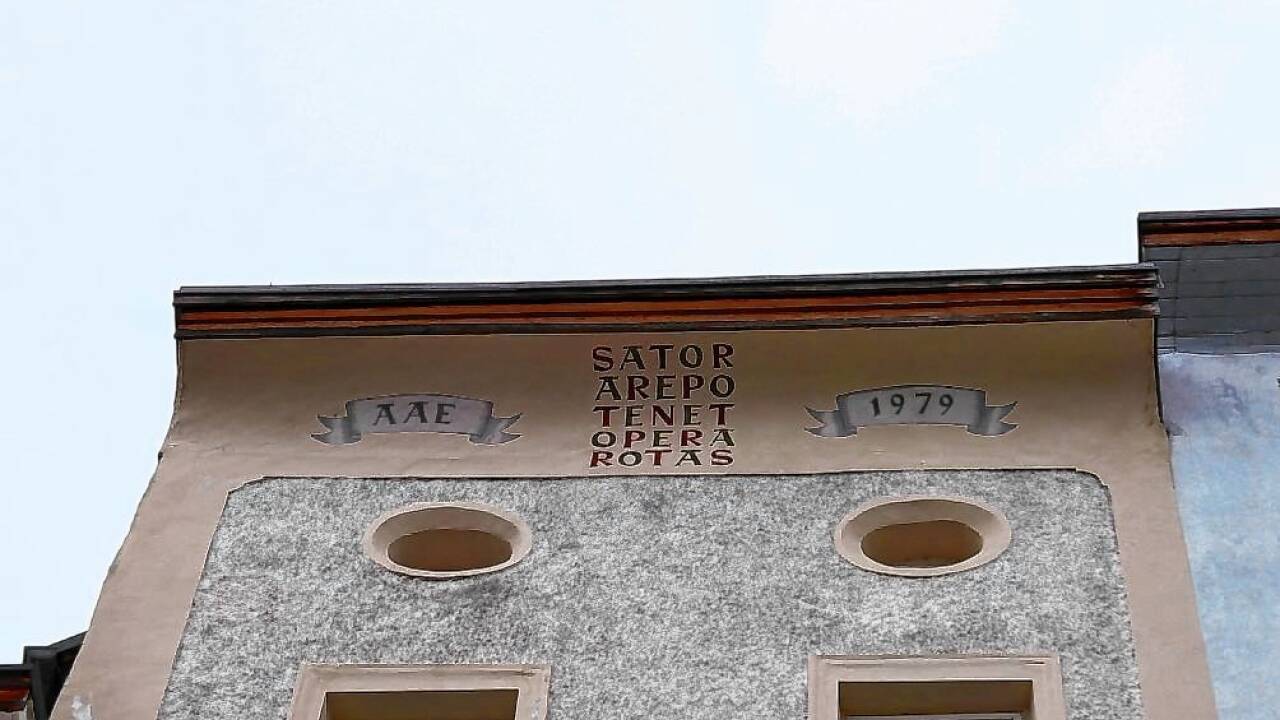 SATOR
AREPO
TENET
OPERA
ROTAS
AAE
1979